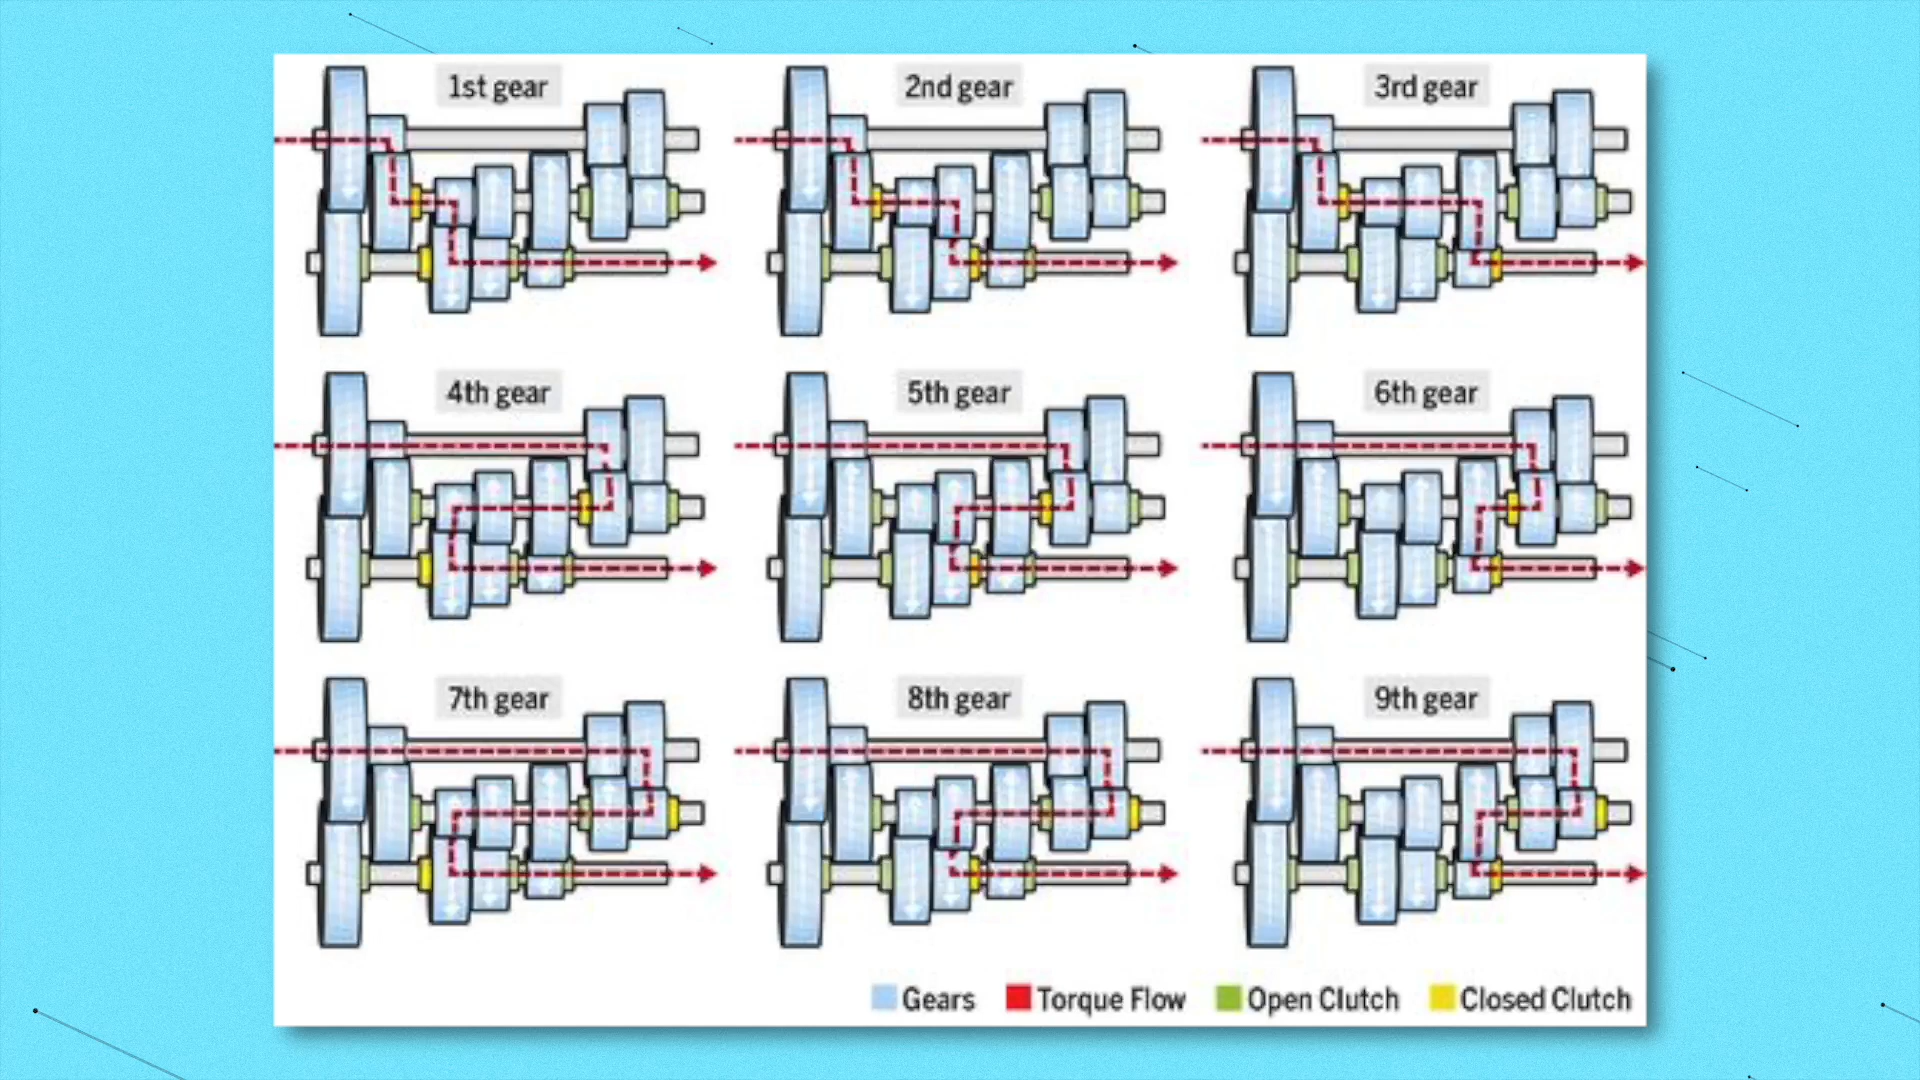 1st gear
2nd gear
3rd gear
4th gear
5th gear
6th gear
7th gear
8th gear
9th gear
Gears
Torque Flow
Open Clutch
Closed Clutch